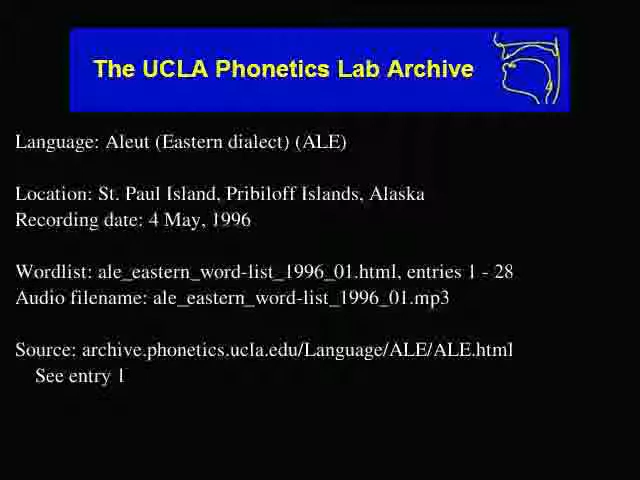 The UCLA Phonetics Lab Archive
Language: Aleut (Eastern dialect) (ALE)
Location: St. Paul Island, Pribiloff Islands, Alaska
Recording date: 4 May, 1996
Wordlist: ale_eastern_word-list_1996_01.html, entries 1 - 28
Audio filename: ale_eastern_word-list_1996_01.mp3
Source: archive.phonetics.ucla.edu/Language/ALE/ALE.html
See entry 1